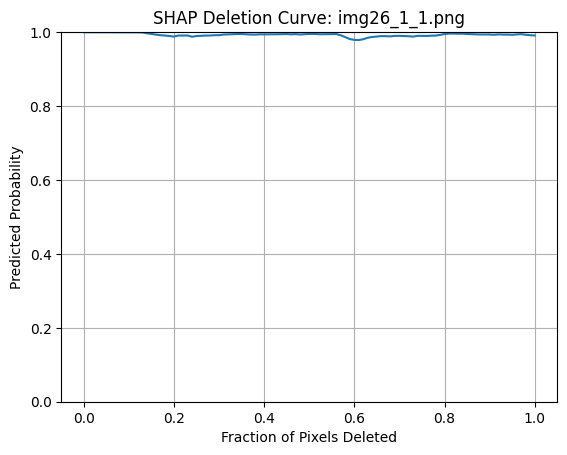 SHAP Deletion Curve: img26_1_1.png
Predicted Probability
1.0
0.8
0.6
0.4
0.2
0.0
0.0 0.2 0.4 0.6 0.8 1.0
Fraction of Pixels Deleted